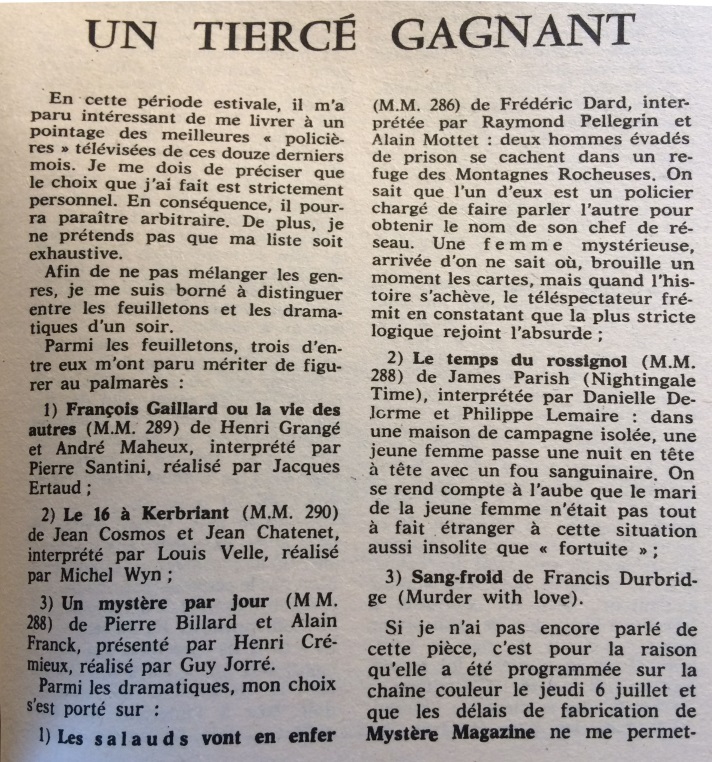 UN TIERCÉ GAGNANT
En cette période estivale, il m'a
paru intéressant de me livrer à un
pointage des meilleures « policiè-
res » télévisées de ces douze derniers
mois. Je me dois de préciser que
le choix que j'ai fait est strictement
personnel. En conséquence, il pour-
ra paraître arbitraire. De plus, je
ne prétends pas que ma liste soit
exhaustive.
Afin de ne pas mélanger les gen-
res, je me suis borné à distinguer
entre les feuilletons et les drama-
tiques d'un soir.
Parmi les feuilletons, trois d'en-
tre eux m'ont paru mériter de figu-
rer au palmarès :
1) François Gaillard ou la vie des
autres (M.M. 289) de Henri Grangé
et André Maheux, interprété par
Pierre Santini, réalisé par Jacques
Ertaud ;
2) Le 16 à Kerbriant (M.M. 290)
de Jean Cosmos et Jean Chatenet,
interprété par Louis Velle, réalisé
par Michel Wyn ;
3) Un mystère par jour (M M.
288) de Pierre Billard et Alain
Franck, présenté par Henri Cré-
mieux, réalisé par Guy Jorré.
Parmi les dramatiques, mon choix
s'est porté sur :
1) Les salauds vont en enfer
(M.M. 286) de Frédéric Dard, inter-
prétée par Raymond Pellegrin et
Alain Mottet : deux hommes évadés
de prison se cachent dans un re-
fuge des Montagnes Rocheuses. On
sait que l'un d'eux est un policier
chargé de faire parler l'autre pour
obtenir le nom de son chef de ré-
seau. Une femme mystérieuse,
arrivée d'on ne sait où, brouille un
moment les cartes, mais quand l'his-
toire s'achève, le téléspectateur fré-
mit en constatant que la plus stricte
logique rejoint l'absurde ;
2) Le temps du rossignol (M.M.
288) de James Parish (Nightingale
Time), interprétée par Danielle De-
lorme et Philippe Lemaire : dans
une maison de campagne isolée, une
jeune femme passe une nuit en tête
à tête avec un fou sanguinaire. On
se rend compte à l'aube que le mari
de la jeune femme n'était pas tout
à fait étranger à cette situation
aussi insolite que « fortuite » ;
3) Sang-froid de Francis Durbrid-
ge (Murder with love).
Si je n'ai pas encore parlé de
cette pièce, c'est pour la raison
qu'elle a été programmée sur la
chaîne couleur le jeudi 6 juillet et
que les délais de fabrication de
Mystère Magazine ne me permet-